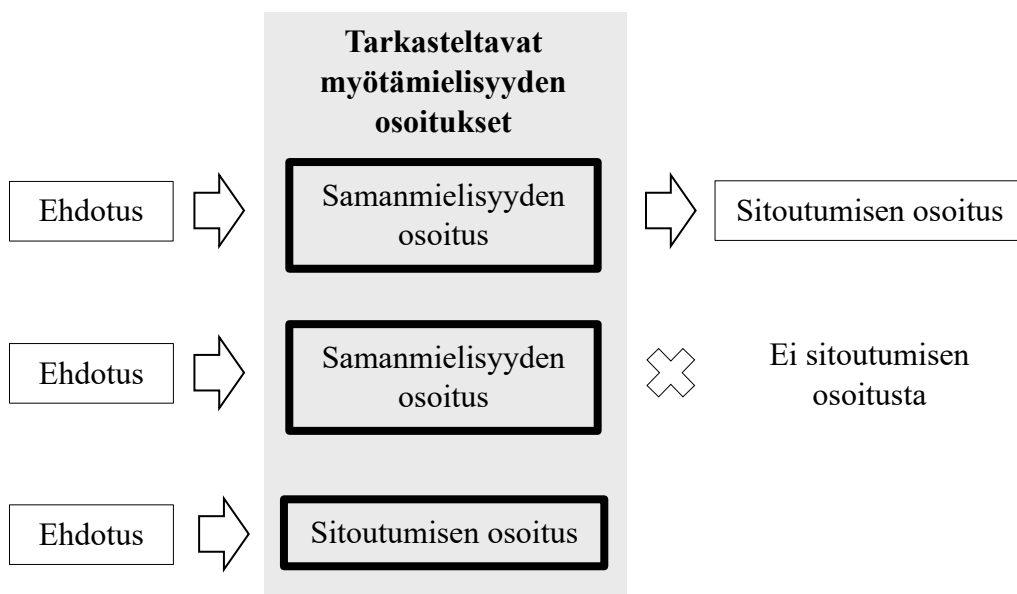 Tarkasteltavat
myötämielisyyden
osoitukset
Ehdotus
Samanmielisyyden
osoitus
Sitoutumisen osoitus
Ehdotus
Samanmielisyyden
osoitus
Ei sitoutumisen
osoitusta
Ehdotus
Sitoutumisen osoitus